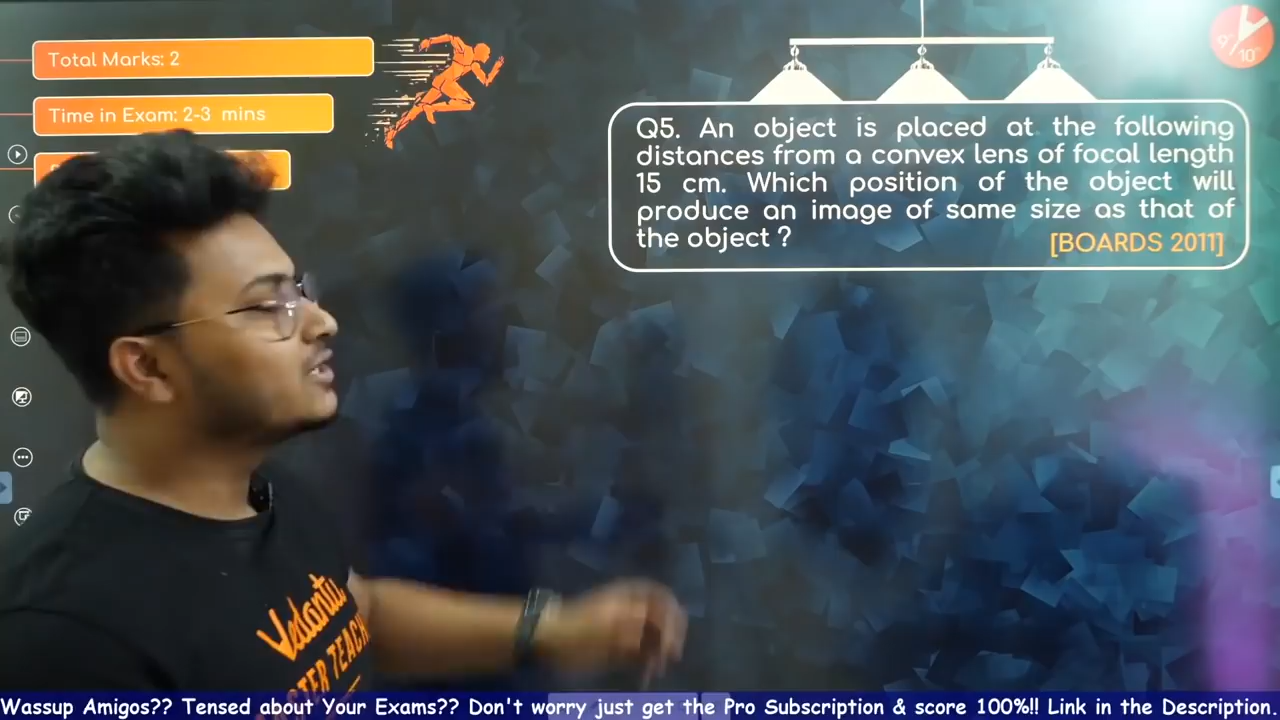 Total Marks: 2
Time in Exam: 2-3 mins
9th
10th
Q5. An object is placed at the following
distances from a convex lens of focal length
15 cm. Which position of the object will
produce an image of same size as that of
the object ?
[BOARDS 2011]
Vedantu
TEACH
Wassup Amigos?? Tensed about Your Exams?? Don't worry just get the Pro Subscription & score 100%!! Link in the Description.